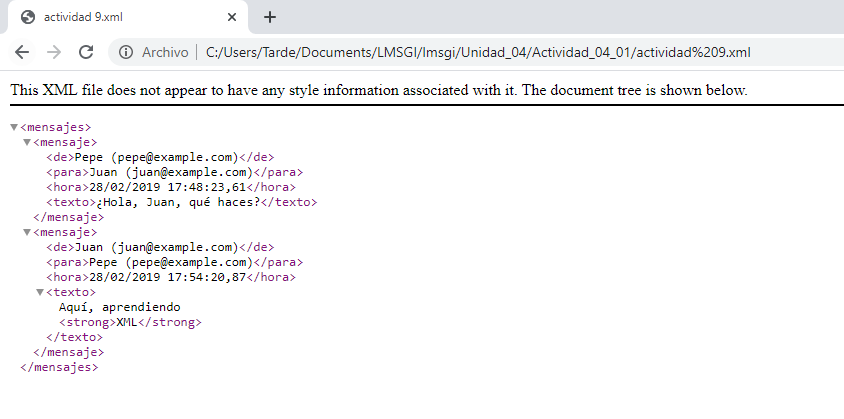 actividad 9.xml
Archivo C:/Users/Tarde/Documents/LMSGI/lmsgi/Unidad_04/Actividad_04_01/actividad%209.xml
This XML file does not appear to have any style information associated with it. The document tree is shown below.
<mensajes>
<mensaje>
<de>Pepe (pepe@example.com)</de>
<para>Juan (juan@example.com)</para>
<hora>28/02/2019 17:48:23,61</hora>
<texto>¿Hola, Juan, qué haces?</texto>
</mensaje>
<mensaje>
<de>Juan (juan@example.com)</de>
<para>Pepe (pepe@example.com)</para>
<hora>28/02/2019 17:54:20,87</hora>
<texto>
Aquí, aprendiendo
<strong>XML</strong>
</texto>
</mensaje>
</mensajes>